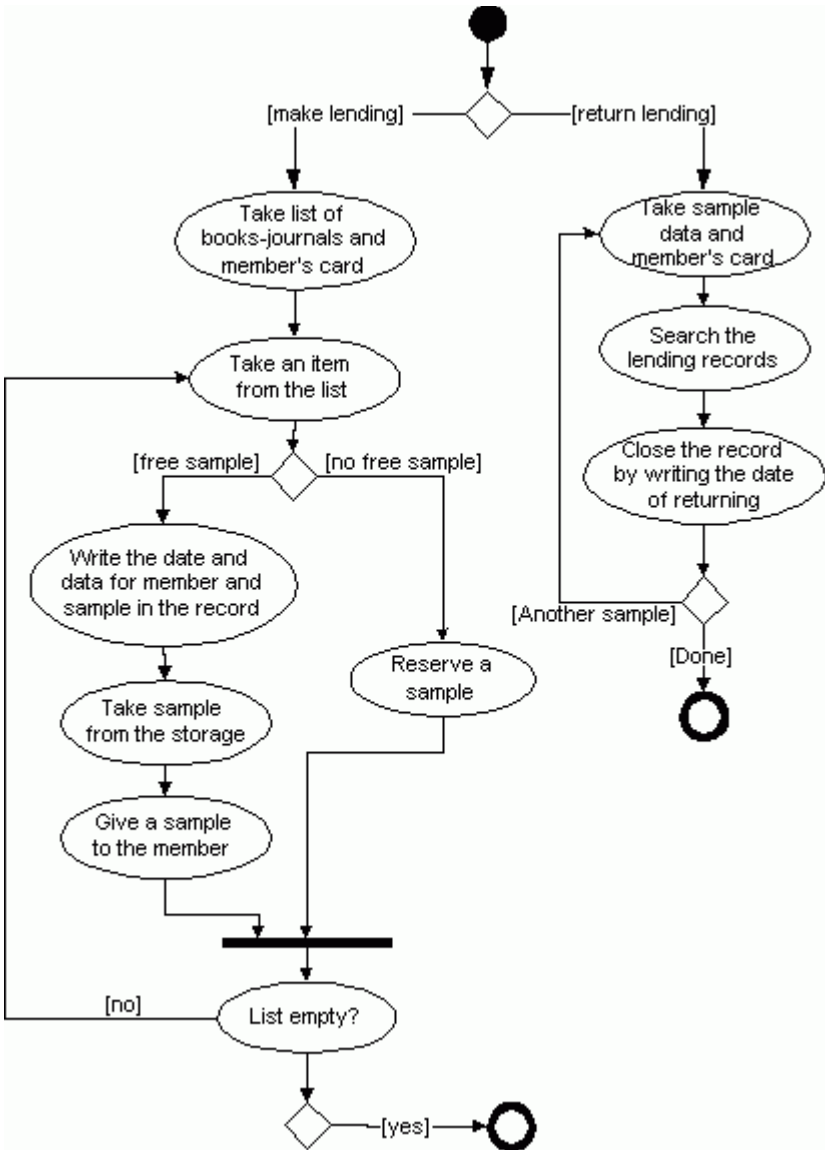 [make lending]
[return lending]
Take list of
books-journals and
member's card
Take sample
data and
member's card
Search the
lending records
Take an item
from the list
Close the record
by writing the date
of returning
[free sample]
[no free sample]
Write the date and
data for member and
sample in the record
[Another sample]
[Done]
Reserve a
sample
Take sample
from the storage
Give a sample
to the member
[no]
List empty?
[yes]